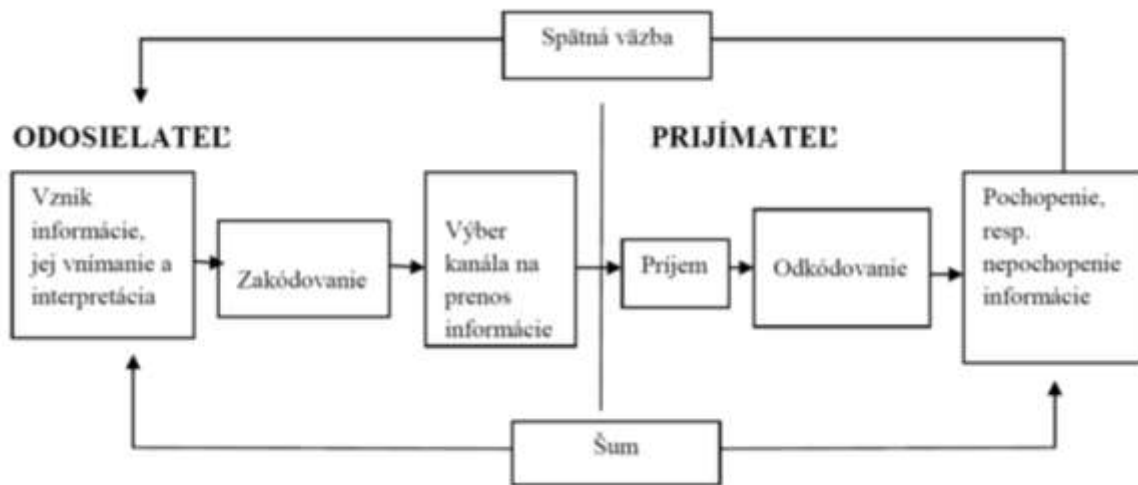 Spätná väzba
ODOSIELATEĽ
PRIJÍMATEĽ
Vznik
informácie,
jej vnímanie a
interpretácia
Zakódovanie
Výber
kanála na
prenos
informácie
Príjem
Odkódovanie
Pochopenie,
resp.
nepochopenie
informácie
Šum